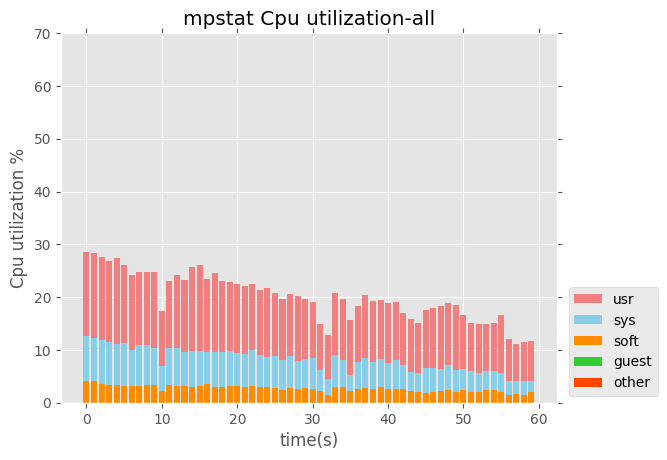 mpstat Cpu utilization-all
Cpu utilization %
70
60
50
40
30
20
10
0
0 10 20 30 40 50 60
time(s)
usr
sys
soft
guest
other